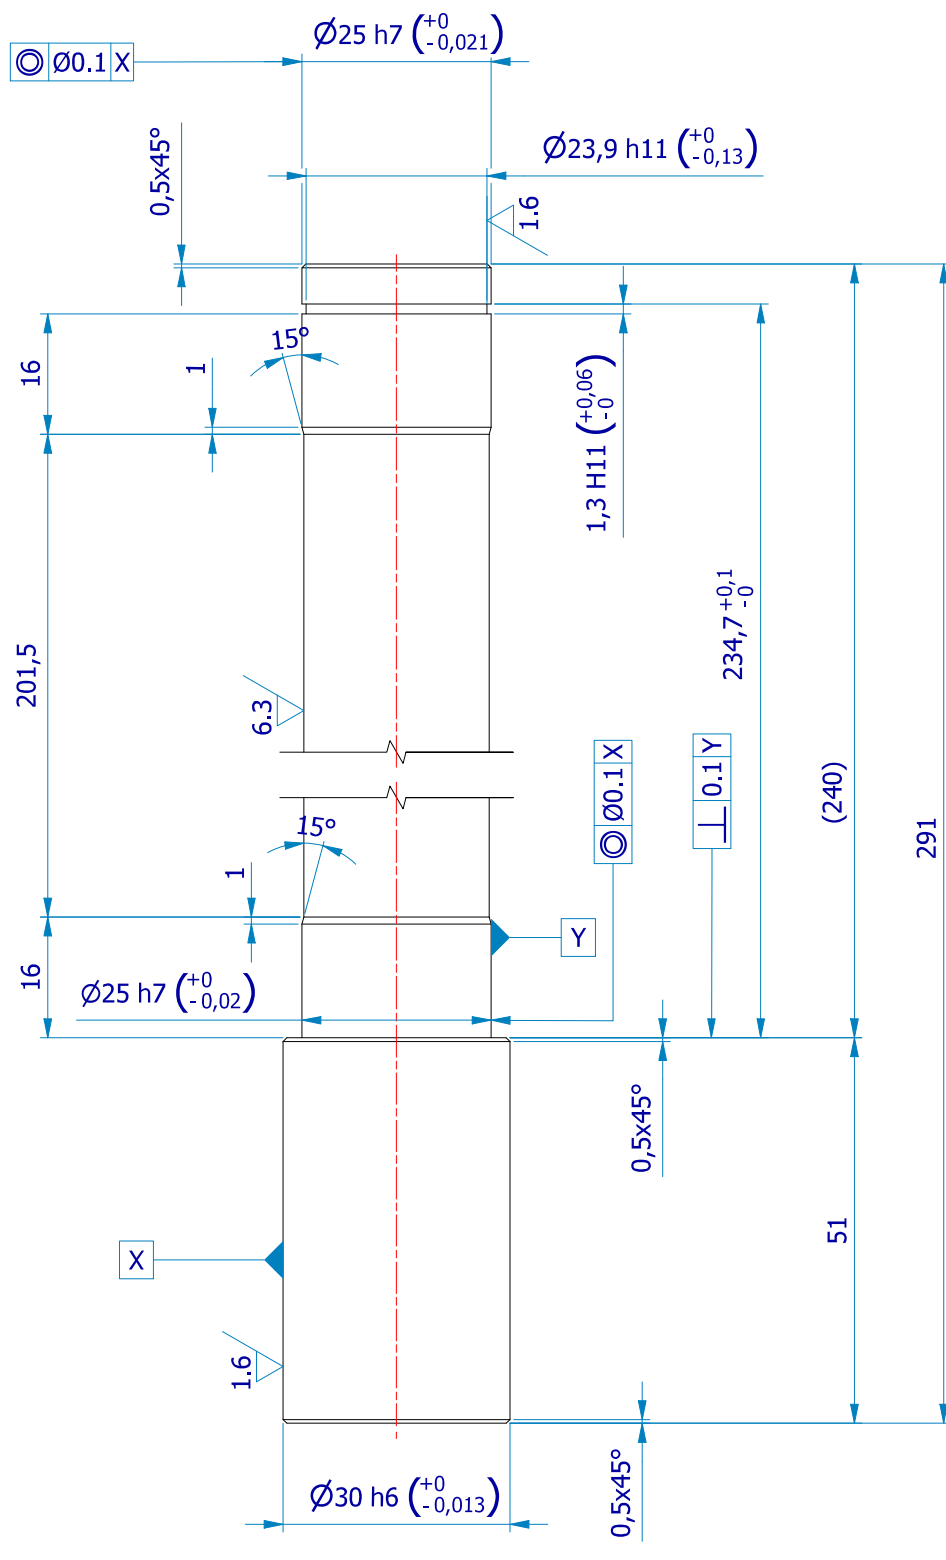 Ø25 h7 (+0 -0,021)
Ø0.1 X
Ø23,9 h11 (+0 -0,13)
0,5x45°
1.6
15°
16
1
1,3 H11 (+0,06 -0)
234,7 +0,1 -0
201,5
6.3
Ø0.1 X
0.1 Y
(240)
291
15°
1
Y
16
Ø25 h7 (+0 -0,02)
0,5x45°
51
X
1.6
Ø30 h6 (+0 -0,013)
0,5x45°